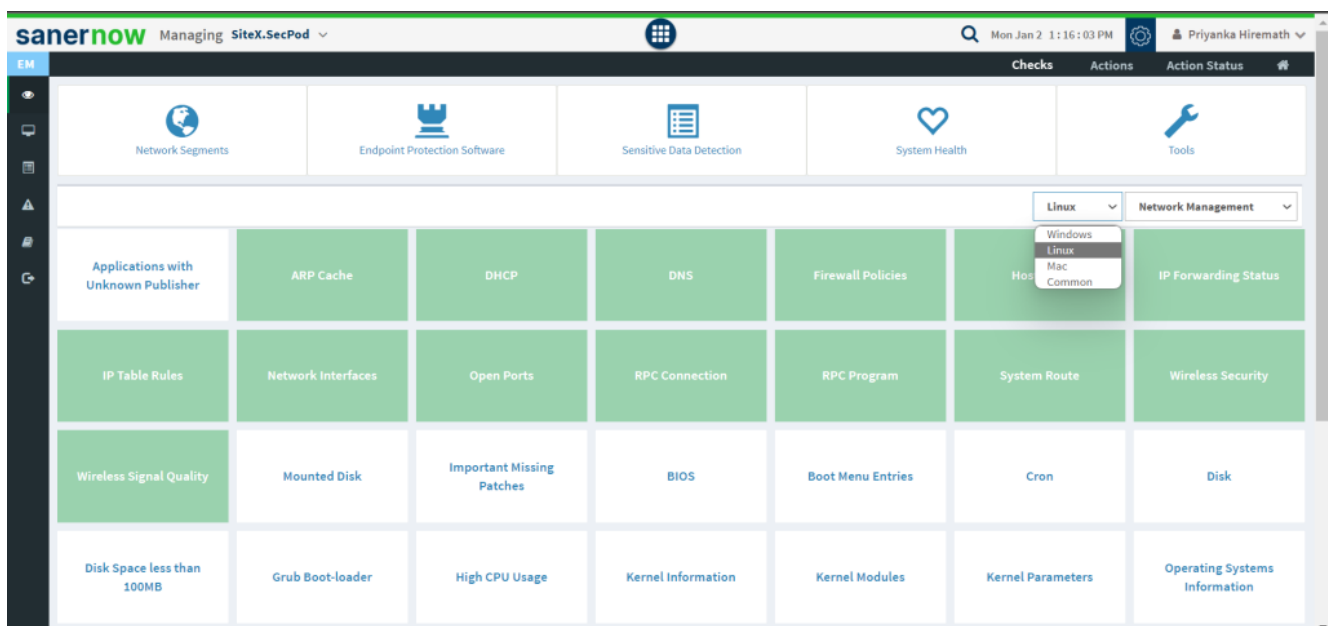 sanernow Managing SiteX.SecPod Mon Jan 2 1:16:03 PM Priyanka Hiremath
EM Checks Actions Action Status
Network Segments Endpoint Protection Software Sensitive Data Detection System Health Tools
Linux Network Management
Windows
Linux
Mac
Common
Applications with
Unknown Publisher
ARP Cache DHCP DNS Firewall Policies Hos IP Forwarding Status
IP Table Rules Network Interfaces Open Ports RPC Connection RPC Program System Route Wireless Security
Wireless Signal Quality Mounted Disk
Important Missing
Patches
BIOS Boot Menu Entries Cron Disk
Disk Space less than
100MB
Grub Boot-loader High CPU Usage Kernel Information Kernel Modules Kernel Parameters
Operating Systems
Information